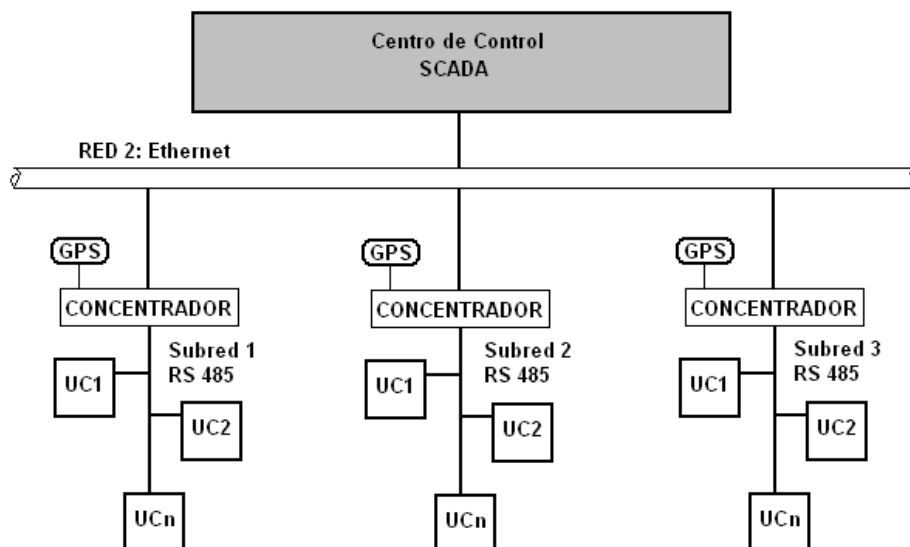 Centro de Control
SCADA
RED 2: Ethernet
GPS
GPS
GPS
CONCENTRADOR
CONCENTRADOR
CONCENTRADOR
Subred 1
RS 485
Subred 2
RS 485
Subred 3
RS 485
UC1
UC1
UC1
UC2
UC2
UC2
UCn
UCn
UCn